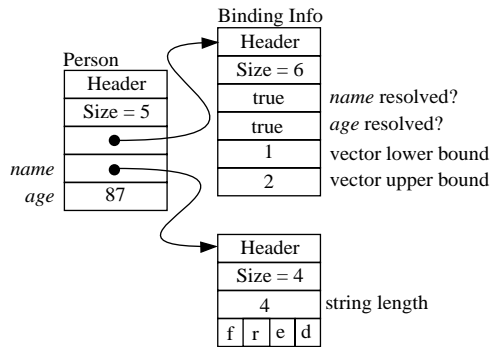 Binding Info
Header
Size = 6
true name resolved?
true age resolved?
1 vector lower bound
2 vector upper bound
Person
Header
Size = 5
name
age 87
Header
Size = 4
4 string length
f r e d